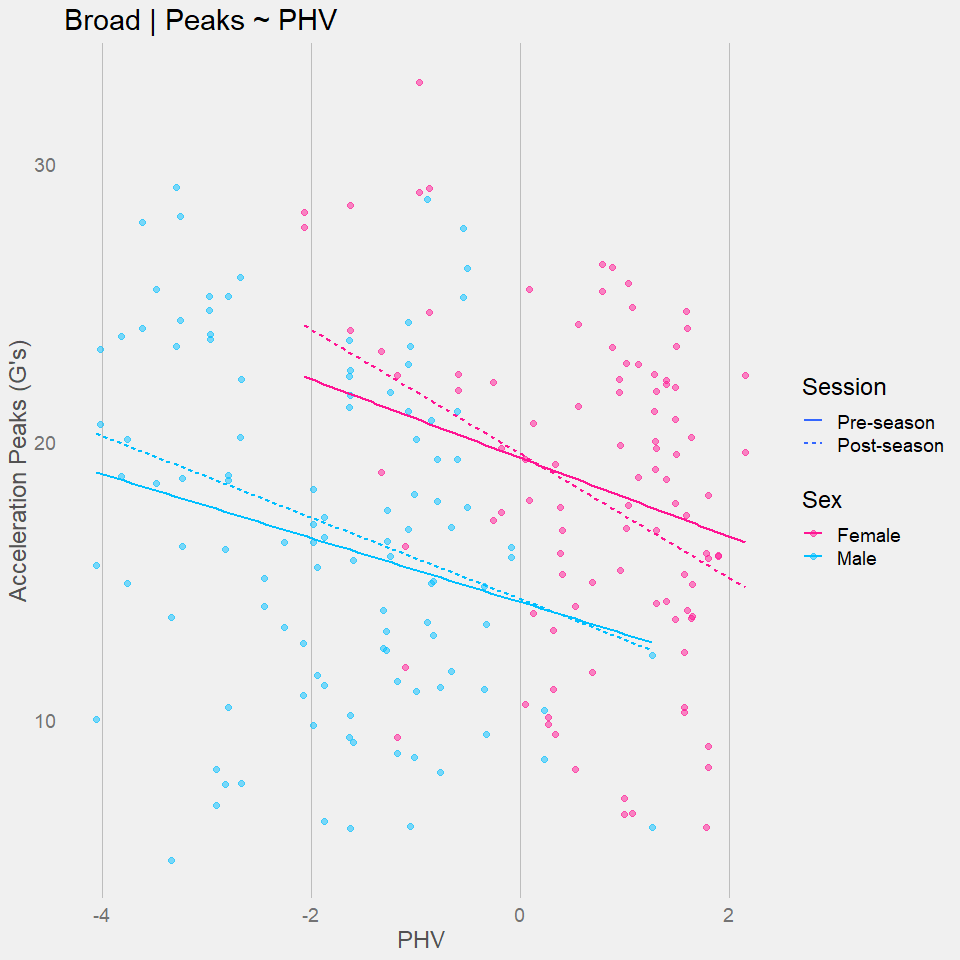 Broad | Peaks ~ PHV
Acceleration Peaks (G's)
30
20
10
-4
-2
0
2
PHV
Session
Pre-season
Post-season
Sex
Female
Male